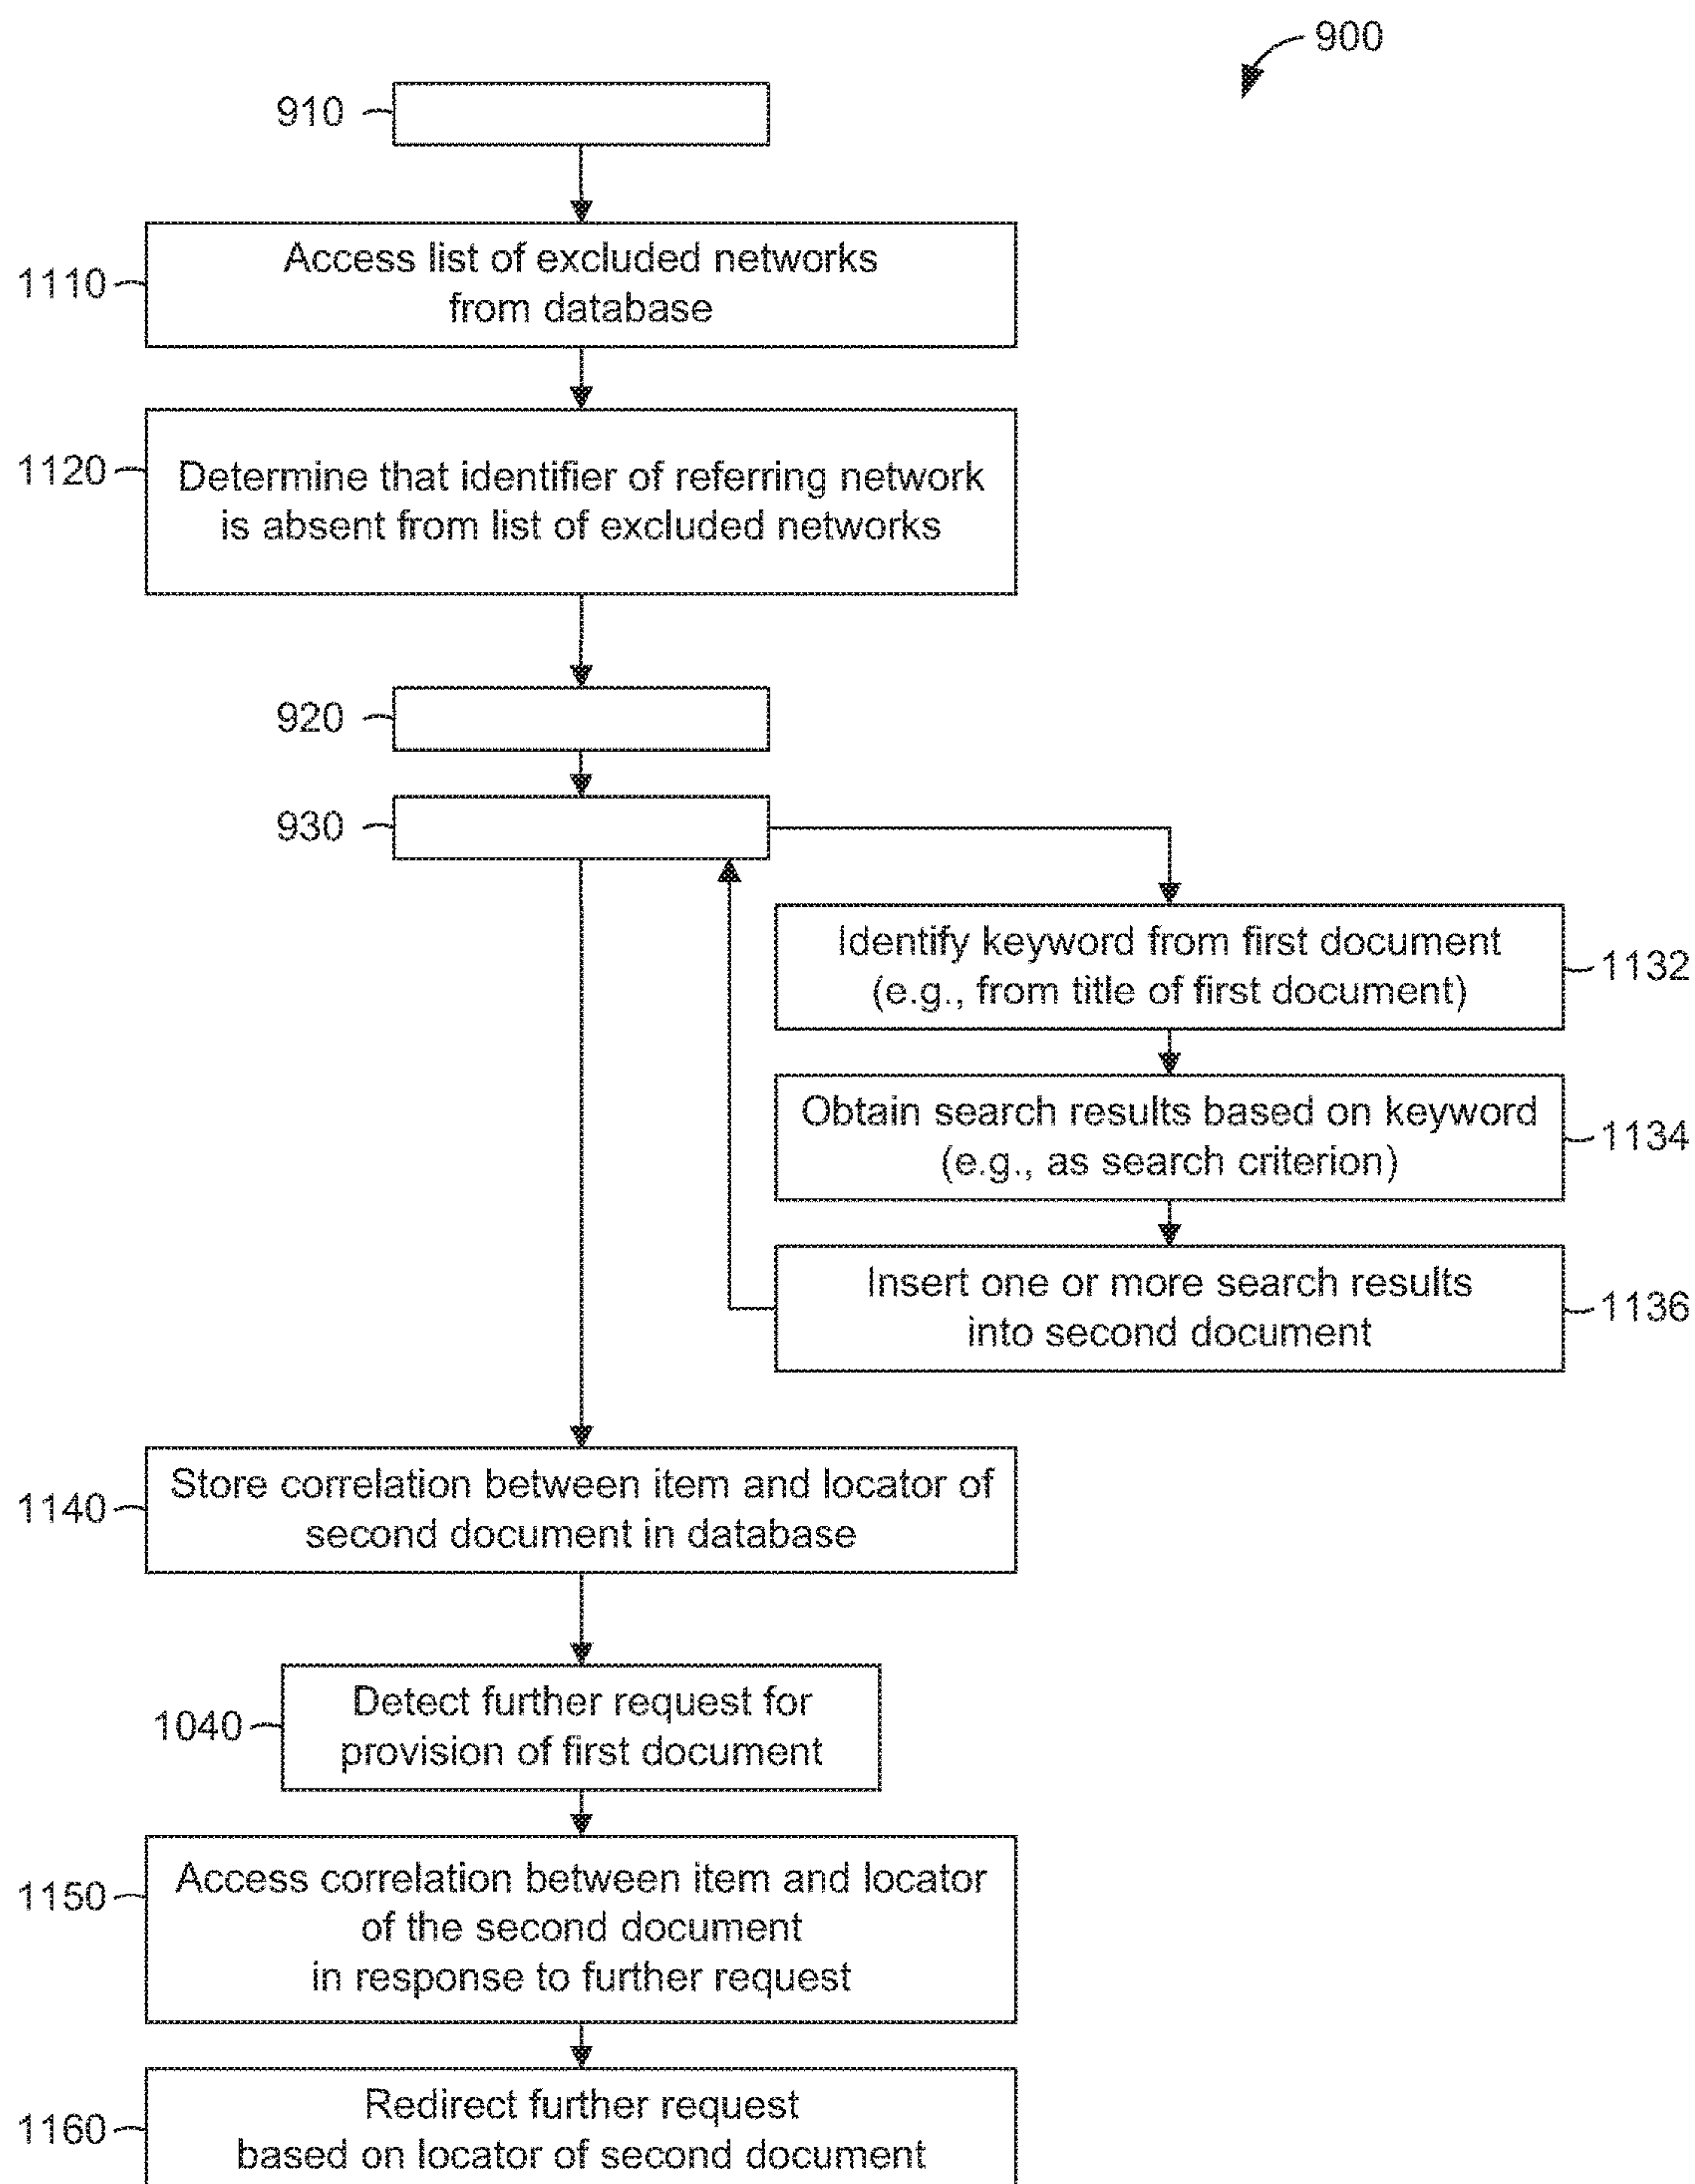 900
910
1110
Access list of excluded networks
from database
1120
Determine that identifier of referring network
is absent from list of excluded networks
920
930
Identify keyword from first document
(e.g., from title of first document)
1132
Obtain search results based on keyword
(e.g., as search criterion)
1134
Insert one or more search results
into second document
1136
1140
Store correlation between item and locator of
second document in database
1040
Detect further request for
provision of first document
1150
Access correlation between item and locator
of the second document
in response to further request
1160
Redirect further request
based on locator of second document